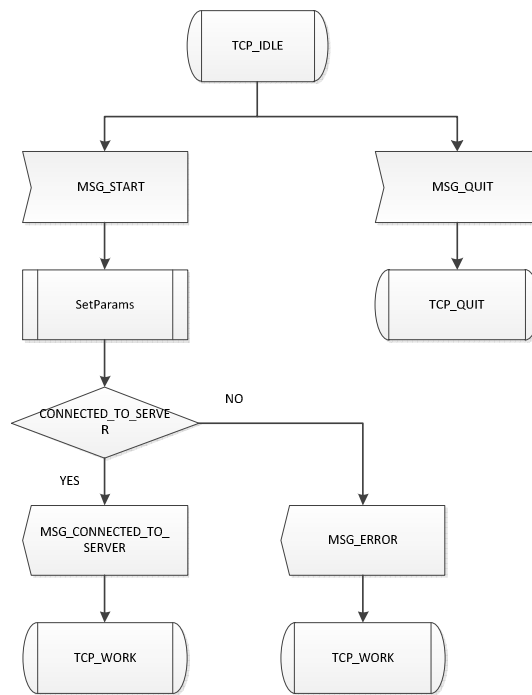 TCP_IDLE
MSG_START
MSG_QUIT
SetParams
TCP_QUIT
CONNECTED_TO_SERVE
R
NO
YES
MSG_CONNECTED_TO_
SERVER
MSG_ERROR
TCP_WORK
TCP_WORK